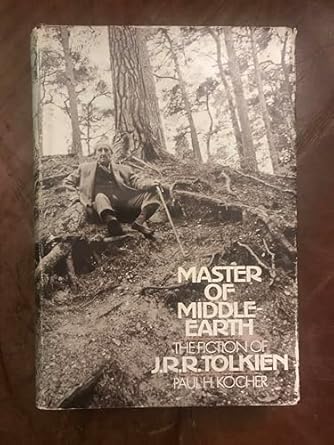 MASTER
OF
MIDDLE-
EARTH
THE FICTION OF
J.R.R. TOLKIEN
PAUL H. KOCHER